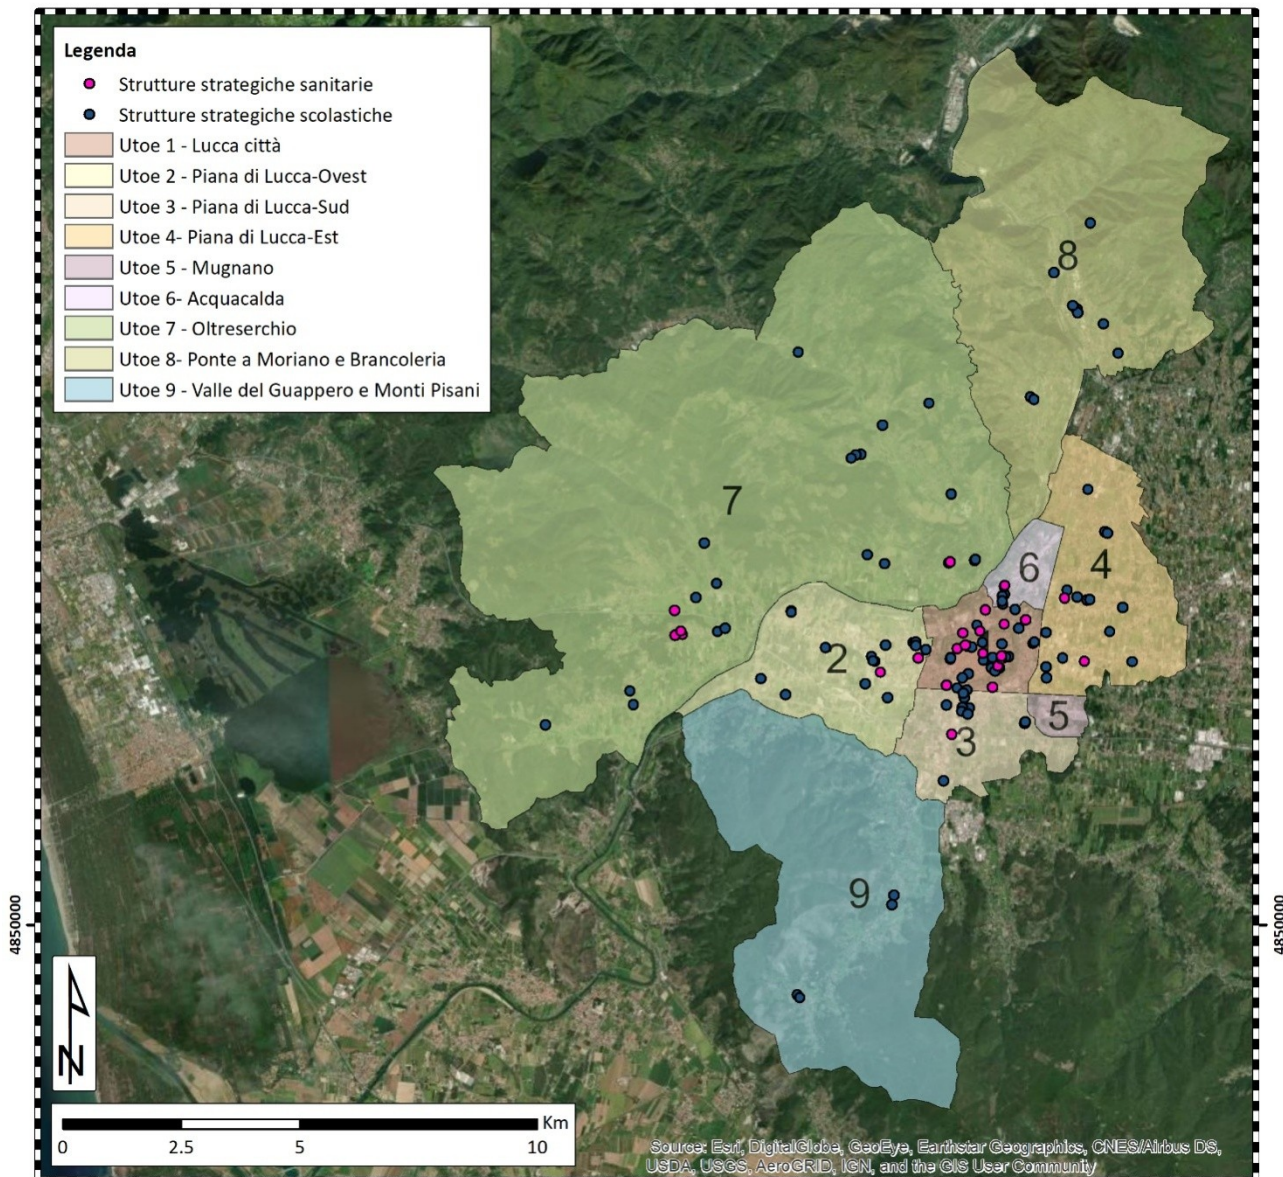 Legenda
Strutture strategiche sanitarie
Strutture strategiche scolastiche
Utoe 1 - Lucca città
Utoe 2 - Piana di Lucca-Ovest
Utoe 3 - Piana di Lucca-Sud
Utoe 4- Piana di Lucca-Est
Utoe 5 - Mugnano
Utoe 6- Acquacalda
Utoe 7 - Oltreserchio
Utoe 8- Ponte a Moriano e Brancoleria
Utoe 9 - Valle del Guappero e Monti Pisani
8
7
6
4
2
5
3
9
4850000
4850000
N
Km
0
2.5
5
10
Source: Esri, DigitalGlobe, GeoEye, Earthstar Geographics, CNES/Airbus DS,
USDA, USGS, AeroGRID, IGN, and the GIS User Community